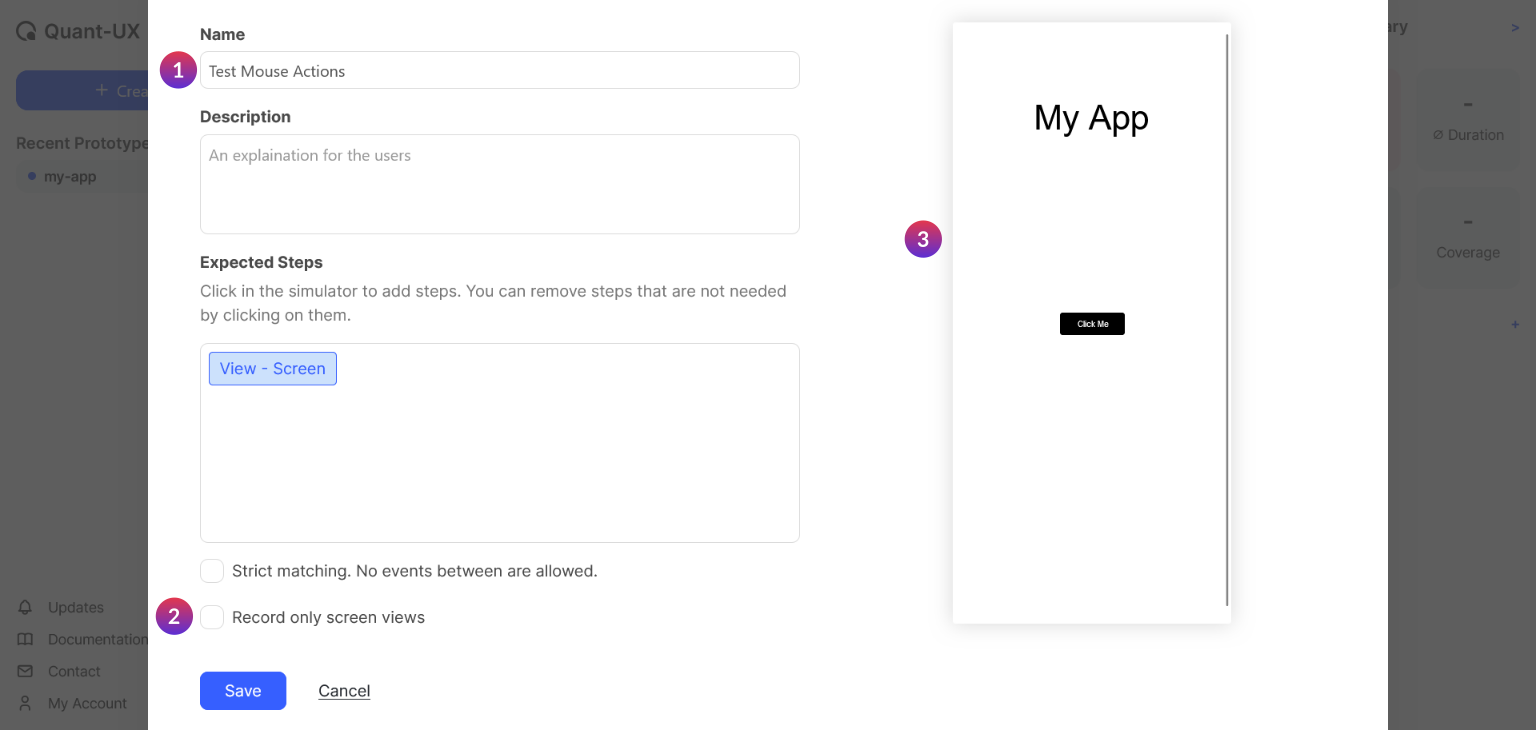 Quant-UX
+ Crea
Recent Prototype
my-app
Updates
Documentation
Contact
My Account
Name
1
Test Mouse Actions
Description
An explaination for the users
Expected Steps
Click in the simulator to add steps. You can remove steps that are not needed
by clicking on them.
View - Screen
Strict matching. No events between are allowed.
2
Record only screen views
Save
Cancel
3
My App
Click Me
ry
>
-
∅ Duration
-
Coverage
+